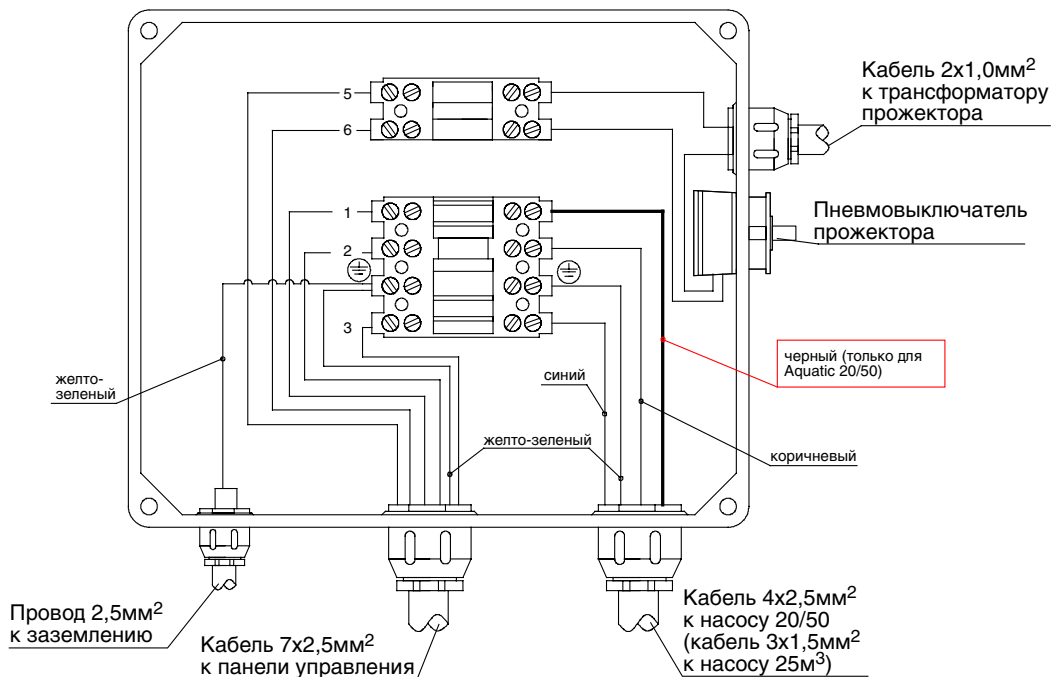 Кабель 2х1,0мм²
к трансформатору
прожектора
5
6
1
2
3
Пневмовыключатель
прожектора
черный (только для
Aquatic 20/50)
желто-
зеленый
синий
желто-зеленый
коричневый
Провод 2,5мм²
к заземлению
Кабель 7х2,5мм²
к панели управления
Кабель 4х2,5мм²
к насосу 20/50
(кабель 3х1,5мм²
к насосу 25м³)